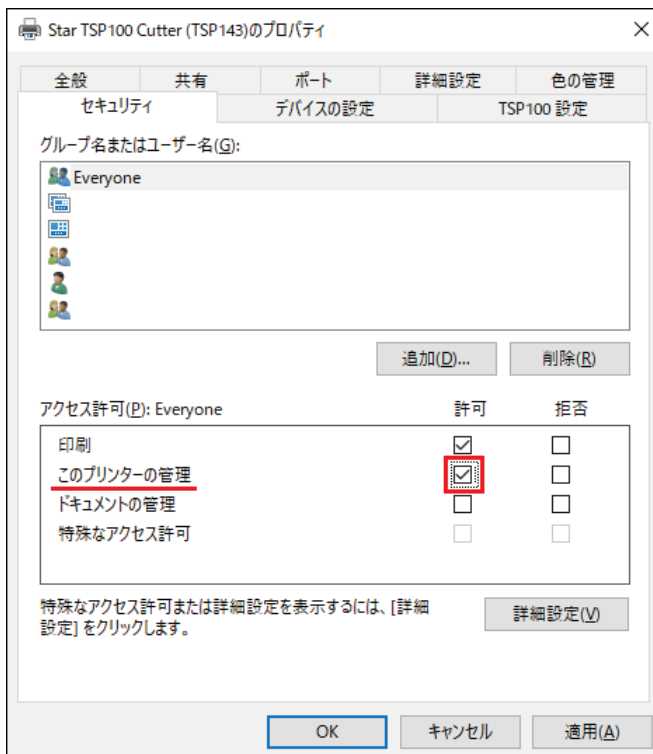 Star TSP100 Cutter (TSP143)のプロパティ
全般 共有 ポート 詳細設定 色の管理
セキュリティ デバイスの設定 TSP100 設定
グループ名またはユーザー名(G):
Everyone
追加(D)... 削除(R)
アクセス許可(P): Everyone 許可 拒否
印刷
このプリンターの管理
ドキュメントの管理
特殊なアクセス許可
特殊なアクセス許可または詳細設定を表示するには、[詳細
設定] をクリックします。
詳細設定(V)
OK キャンセル 適用(A)